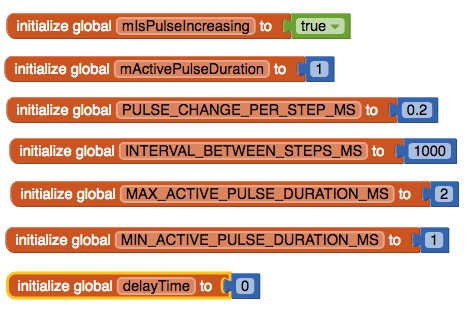 initialize global mIsPulseIncreasing to true
initialize global mActivePulseDuration to 1
initialize global PULSE_CHANGE_PER_STEP_MS to 0.2
initialize global INTERVAL_BETWEEN_STEPS_MS to 1000
initialize global MAX_ACTIVE_PULSE_DURATION_MS to 2
initialize global MIN_ACTIVE_PULSE_DURATION_MS to 1
initialize global delayTime to 0